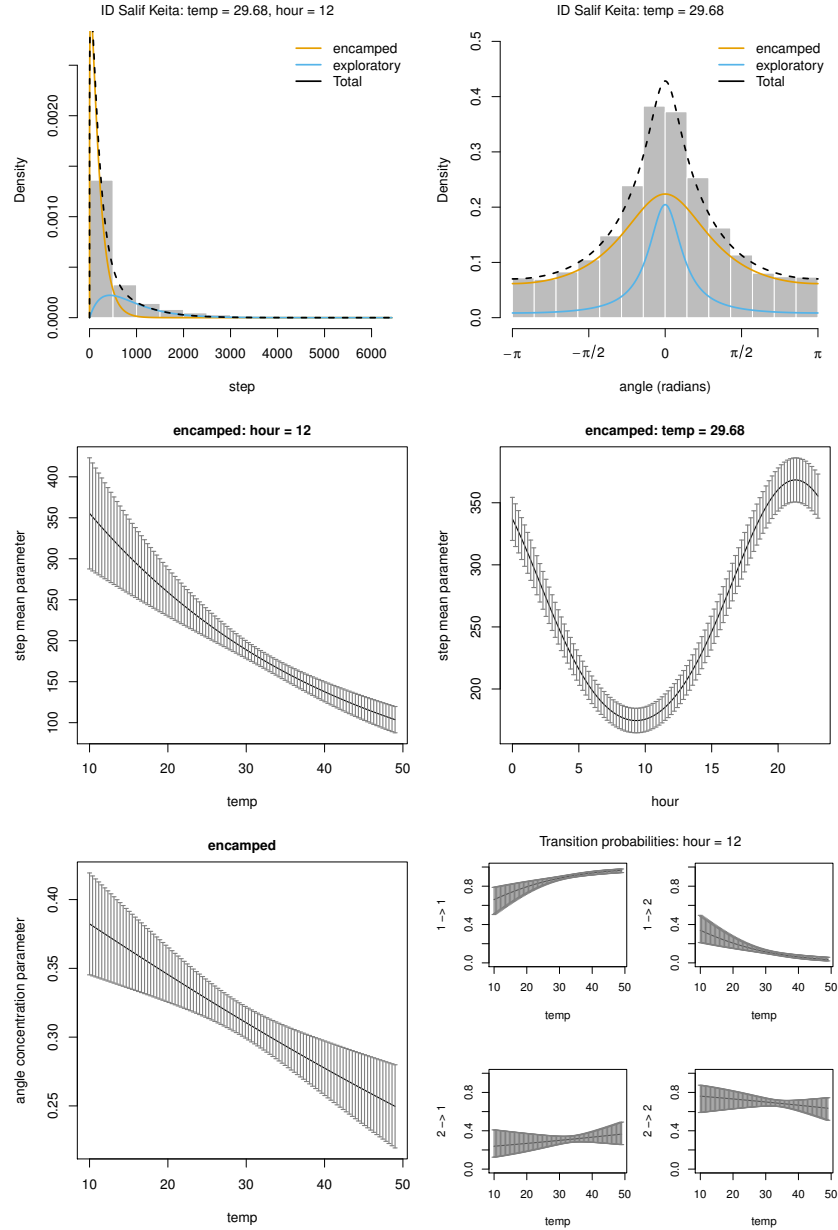 ID Salif Keita: temp = 29.68, hour = 12
encamped
exploratory
Total
Density
0.0000 0.0010 0.0020
0 1000 2000 3000 4000 5000 6000
step
ID Salif Keita: temp = 29.68
encamped
exploratory
Total
Density
0.0 0.1 0.2 0.3 0.4 0.5
−π −π/2 0 π/2 π
angle (radians)
encamped: hour = 12
step mean parameter
100 150 200 250 300 350 400
10 20 30 40 50
temp
encamped: temp = 29.68
step mean parameter
200 250 300 350
0 5 10 15 20
hour
encamped
angle concentration parameter
0.25 0.30 0.35 0.40
10 20 30 40 50
temp
Transition probabilities: hour = 12
1 −> 1
0.0 0.4 0.8
10 20 30 40 50
temp
1 −> 2
0.0 0.4 0.8
10 20 30 40 50
temp
2 −> 1
0.0 0.4 0.8
10 20 30 40 50
temp
2 −> 2
0.0 0.4 0.8
10 20 30 40 50
temp